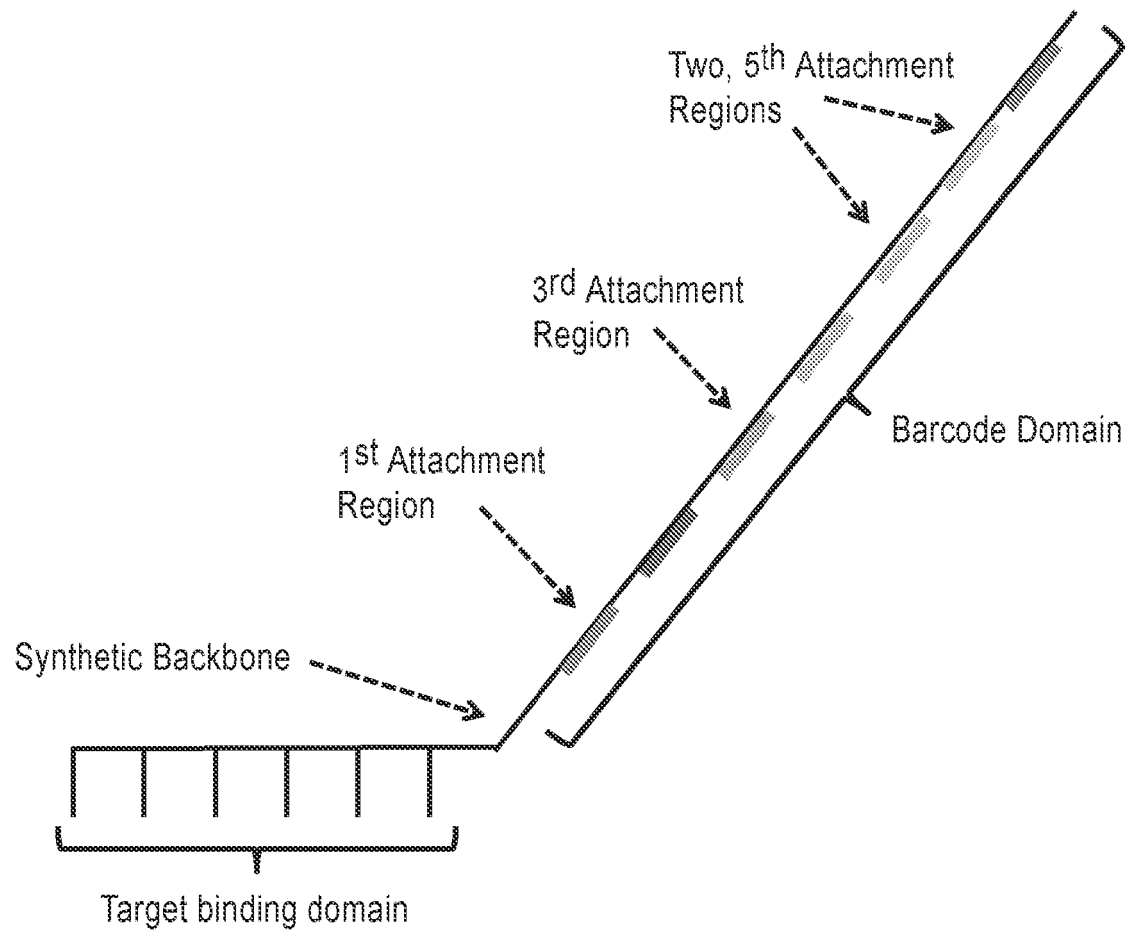 Two, 5th Attachment
Regions
3rd Attachment
Region
1st Attachment
Region
Barcode Domain
Synthetic Backbone
Target binding domain